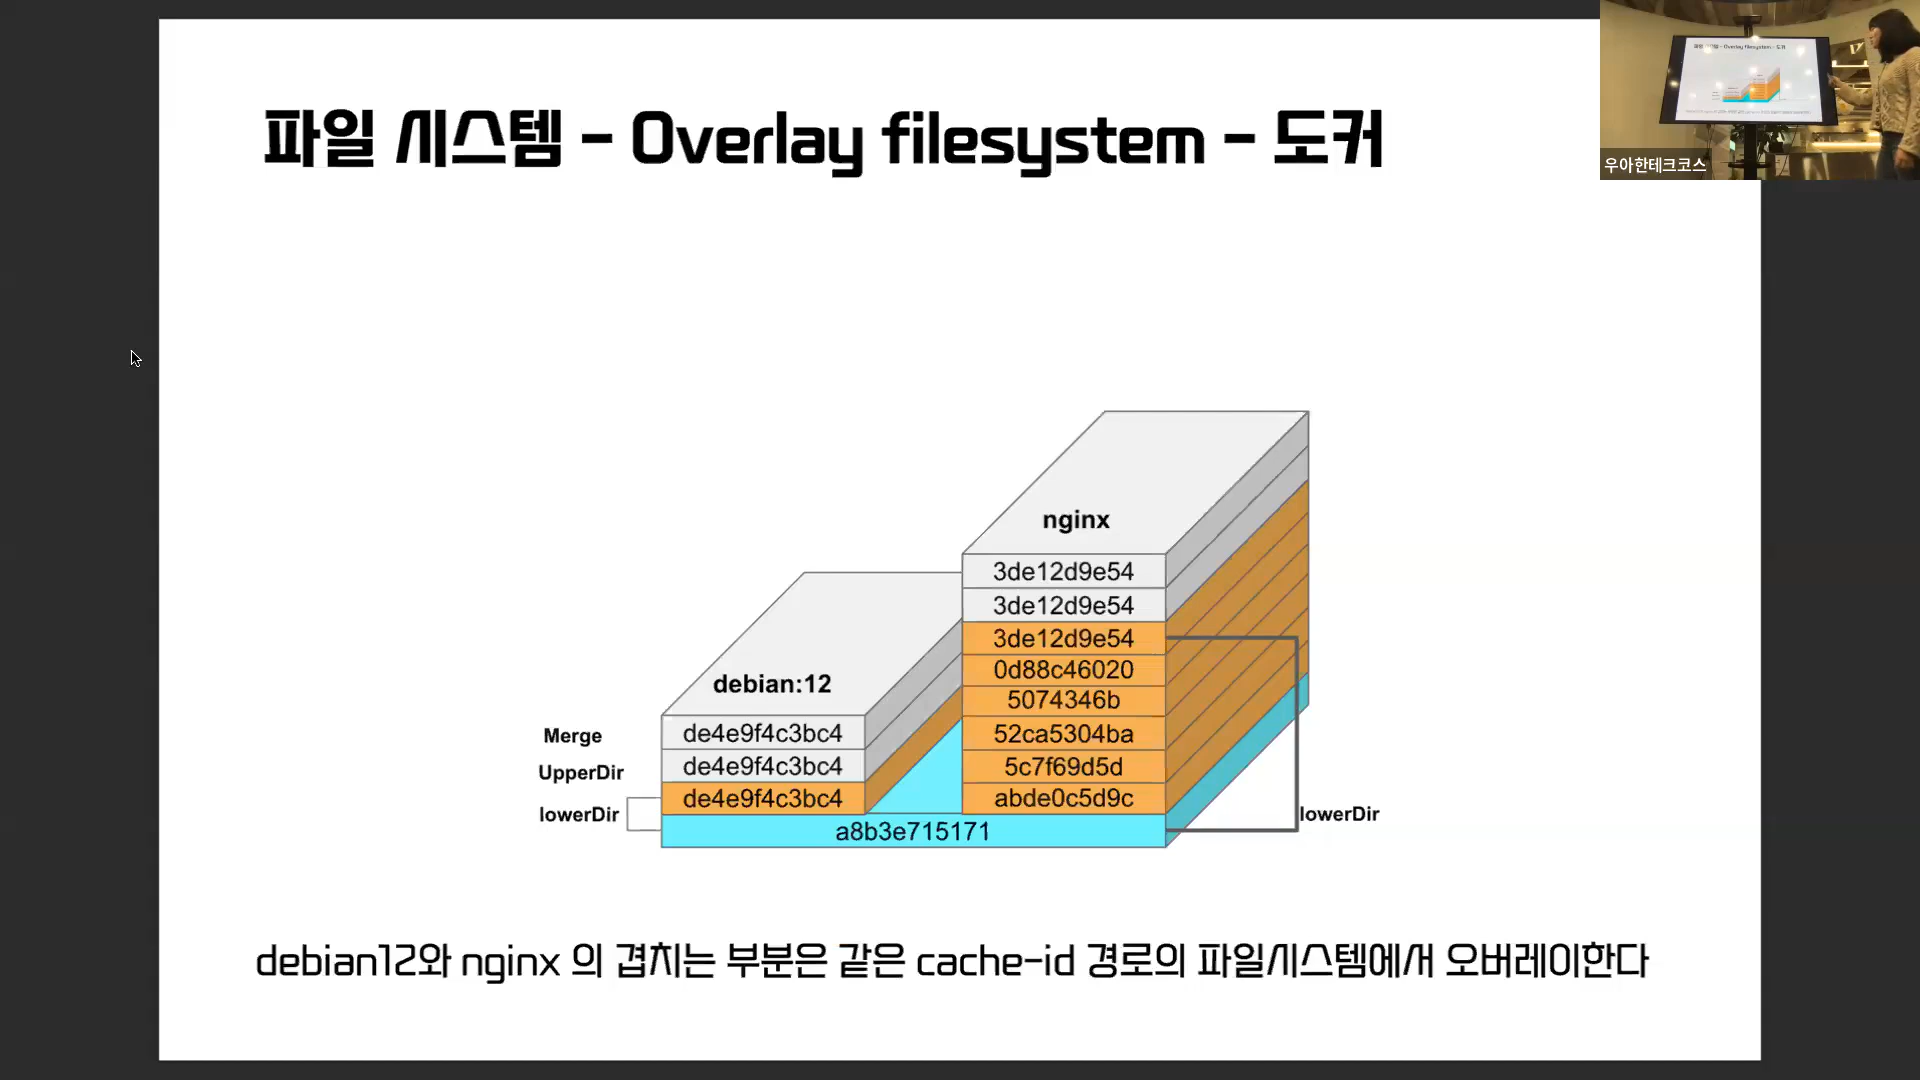 파일 시스템 - Overlay filesystem - 도커
우아한테크코스
nginx
3de12d9e54
3de12d9e54
3de12d9e54
0d88c46020
5074346b
52ca5304ba
5c7f69d5d
abde0c5d9c
debian:12
Merge
de4e9f4c3bc4
UpperDir
de4e9f4c3bc4
lowerDir
de4e9f4c3bc4
lowerDir
a8b3e715171
debian12와 nginx 의 겹치는 부분은 같은 cache-id 경로의 파일시스템에서 오버레이한다